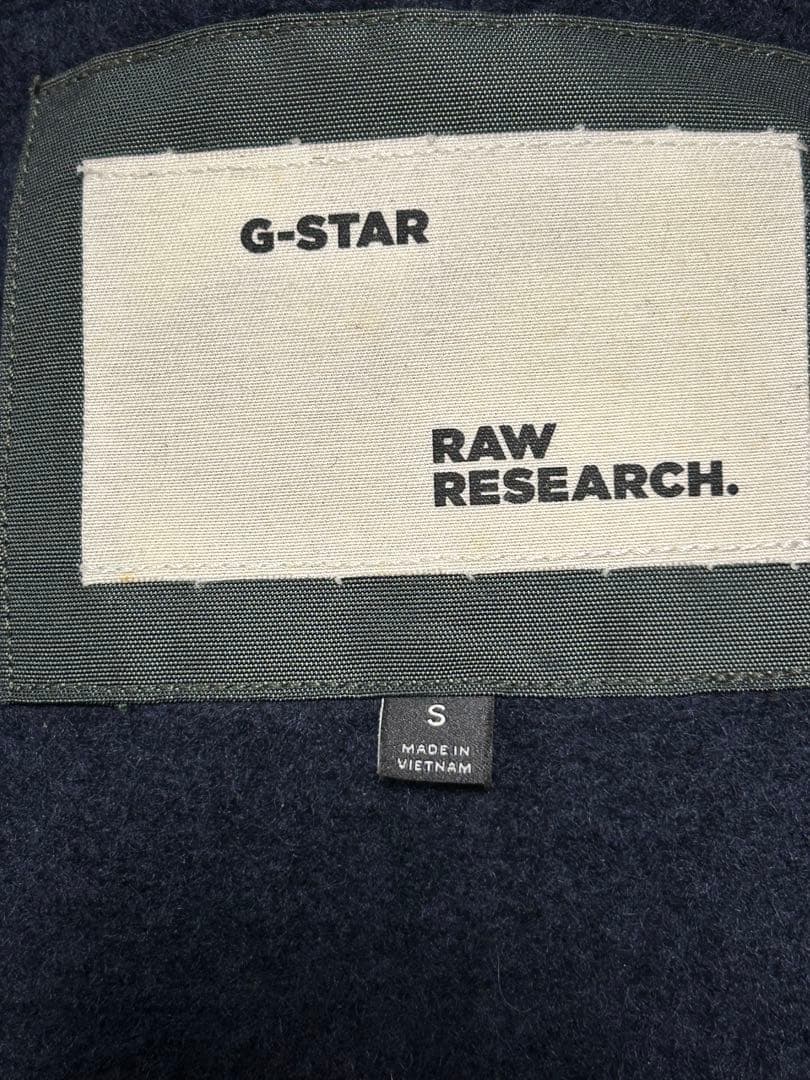 G-STAR
RAW
RESEARCH.
S
MADE IN
VIETNAM